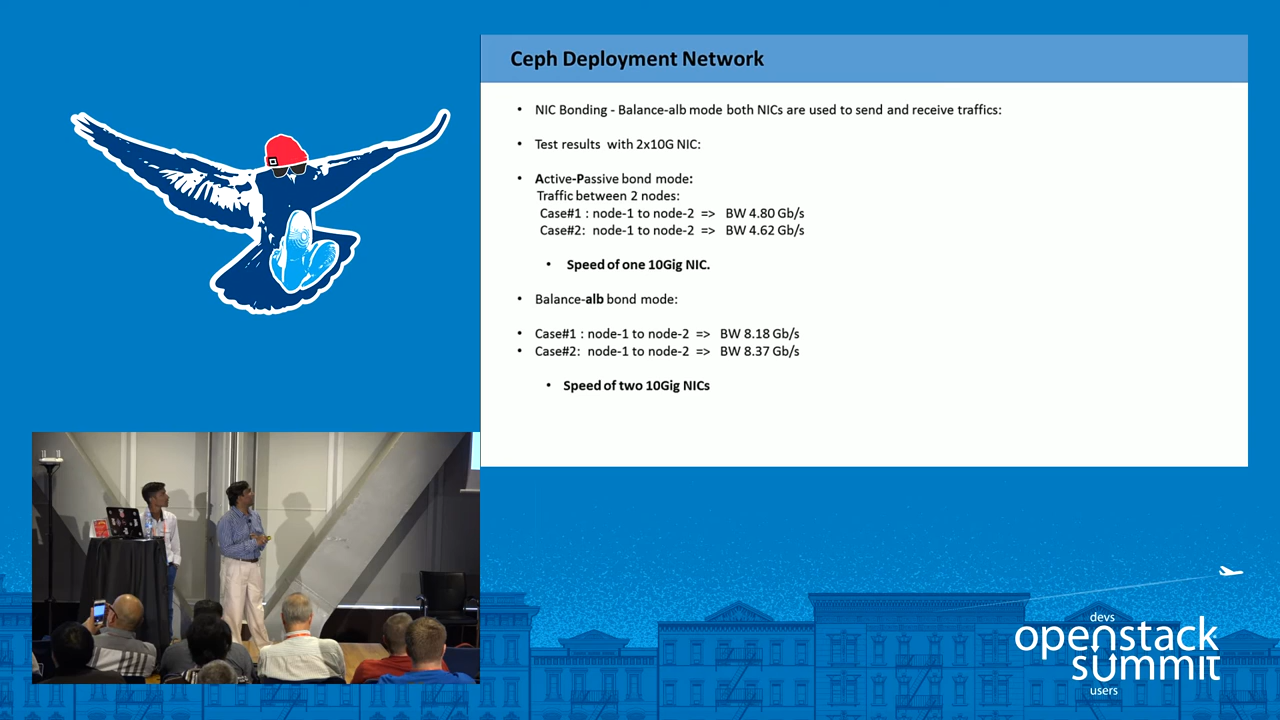 Ceph Deployment Network
• NIC Bonding - Balance-alb mode both NICs are used to send and receive traffics:
• Test results with 2x10G NIC:
• Active-Passive bond mode:
Traffic between 2 nodes:
Case#1 : node-1 to node-2 => BW 4.80 Gb/s
Case#2: node-1 to node-2 => BW 4.62 Gb/s
• Speed of one 10Gig NIC.
• Balance-alb bond mode:
• Case#1 : node-1 to node-2 => BW 8.18 Gb/s
• Case#2: node-1 to node-2 => BW 8.37 Gb/s
• Speed of two 10Gig NICs
devs
openstack
summit
users